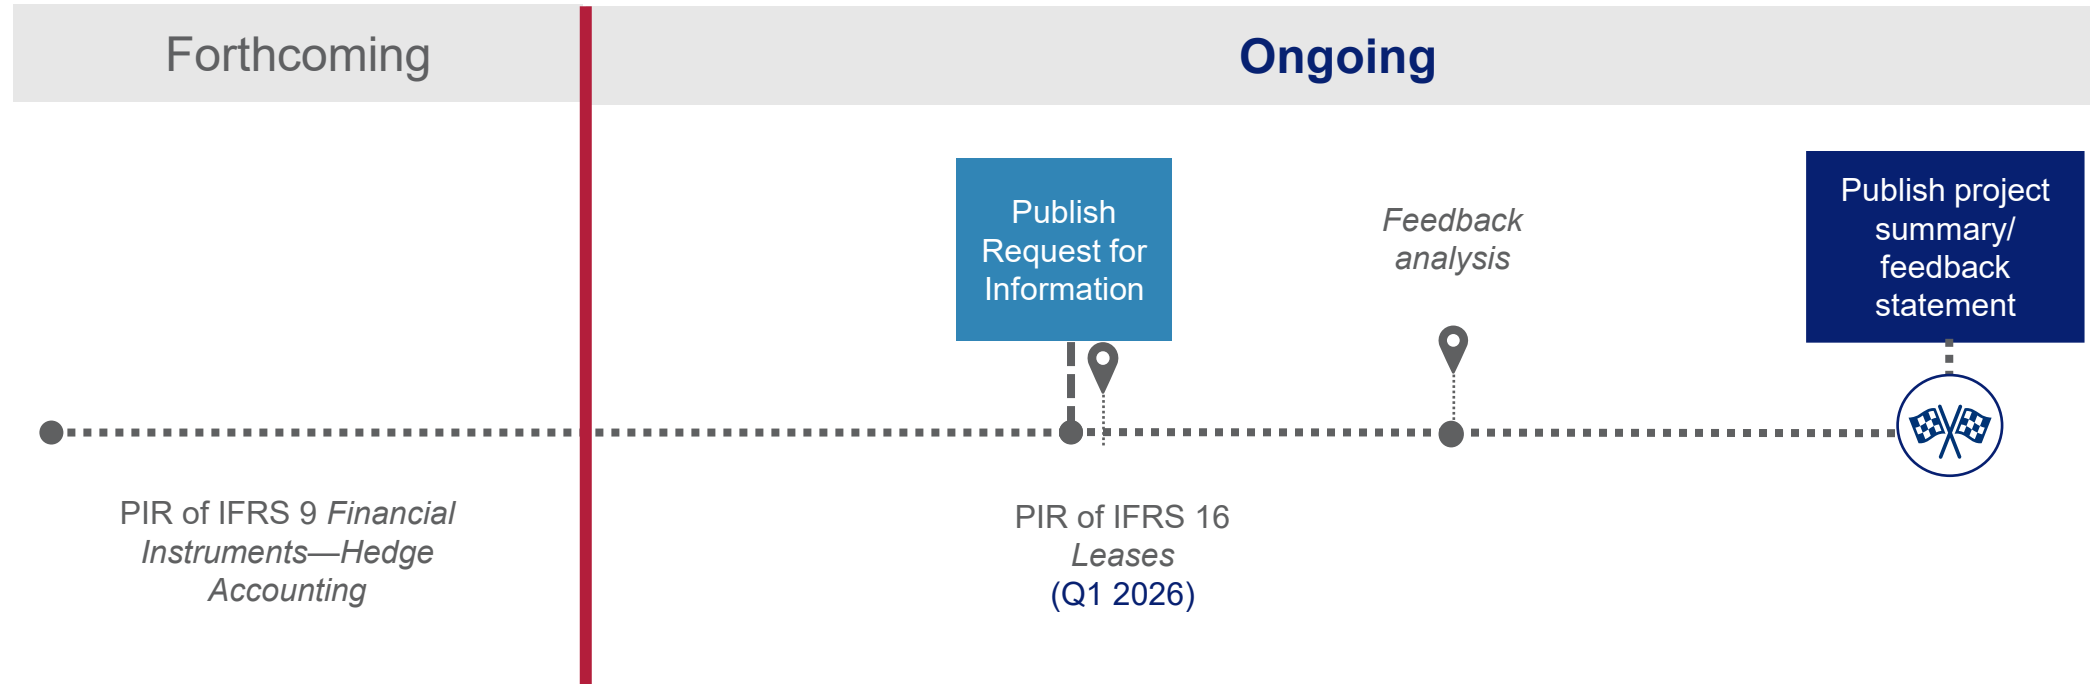 Forthcoming
Ongoing
Publish
Request for
Information
Feedback
analysis
Publish project
summary/
feedback
statement
PIR of IFRS 9 Financial
Instruments—Hedge
Accounting
PIR of IFRS 16
Leases
(Q1 2026)